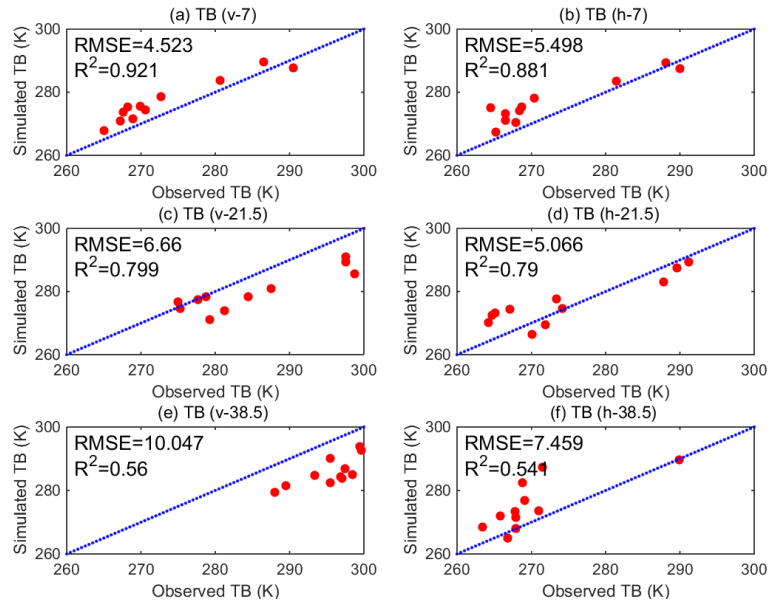 (a) TB (v-7)
RMSE=4.523
R²=0.921
Simulated TB (K)
300
280
260
260 270 280 290 300
Observed TB (K)
(b) TB (h-7)
RMSE=5.498
R²=0.881
Simulated TB (K)
300
280
260
260 270 280 290 300
Observed TB (K)
(c) TB (v-21.5)
RMSE=6.66
R²=0.799
Simulated TB (K)
300
280
260
260 270 280 290 300
Observed TB (K)
(d) TB (h-21.5)
RMSE=5.066
R²=0.79
Simulated TB (K)
300
280
260
260 270 280 290 300
Observed TB (K)
(e) TB (v-38.5)
RMSE=10.047
R²=0.56
Simulated TB (K)
300
280
260
260 270 280 290 300
Observed TB (K)
(f) TB (h-38.5)
RMSE=7.459
R²=0.541
Simulated TB (K)
300
280
260
260 270 280 290 300
Observed TB (K)